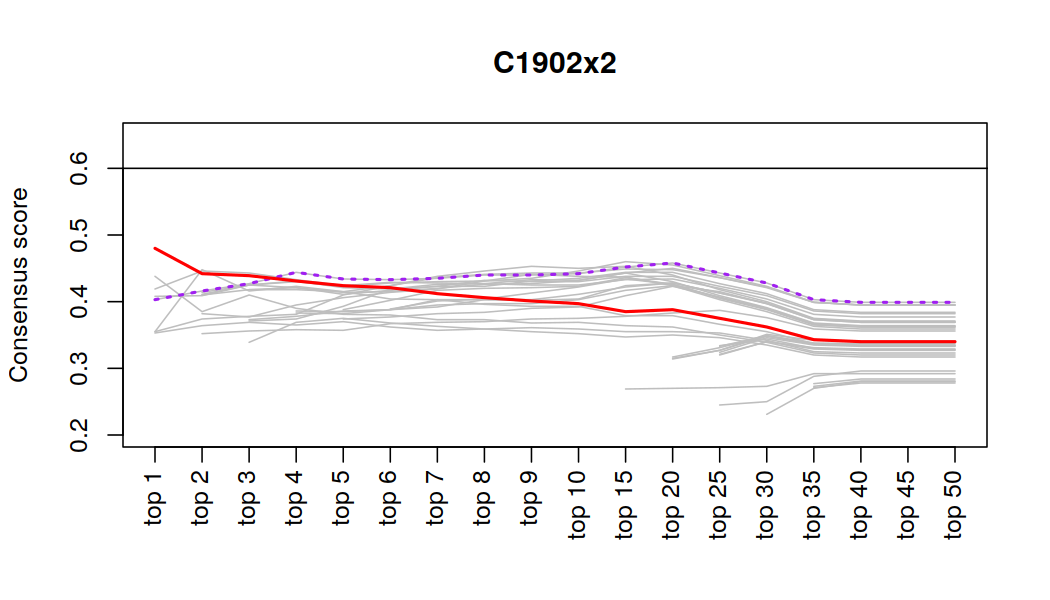 C1902x2
Consensus score
0.6
0.5
0.4
0.3
0.2
top 1
top 2
top 3
top 4
top 5
top 6
top 7
top 8
top 9
top 10
top 15
top 20
top 25
top 30
top 35
top 40
top 45
top 50